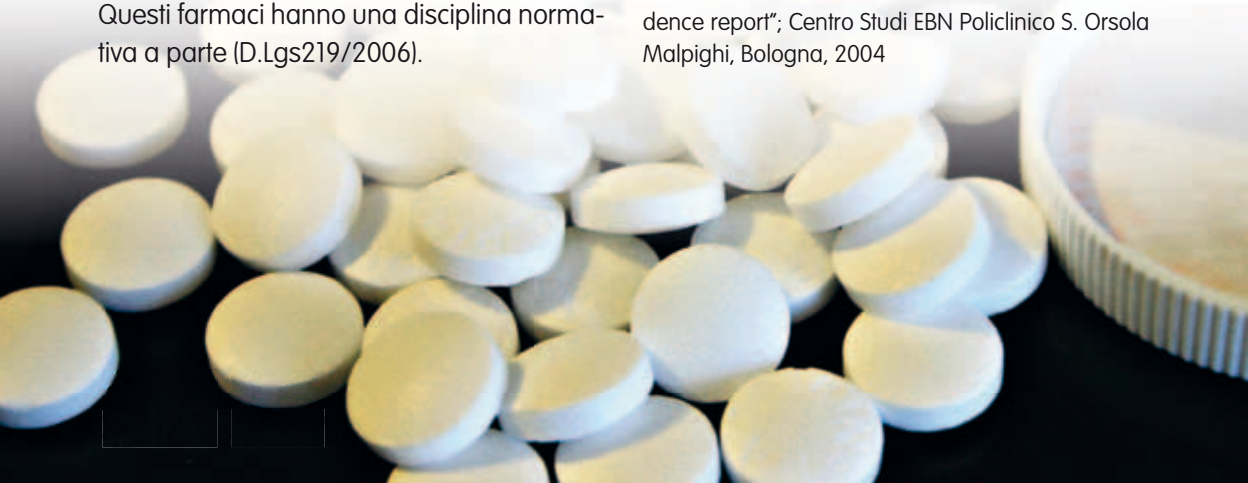 Questi farmaci hanno una disciplina norma-
tiva a parte (D.Lgs219/2006).
dence report”; Centro Studi EBN Policlinico S. Orsola
Malpighi, Bologna, 2004